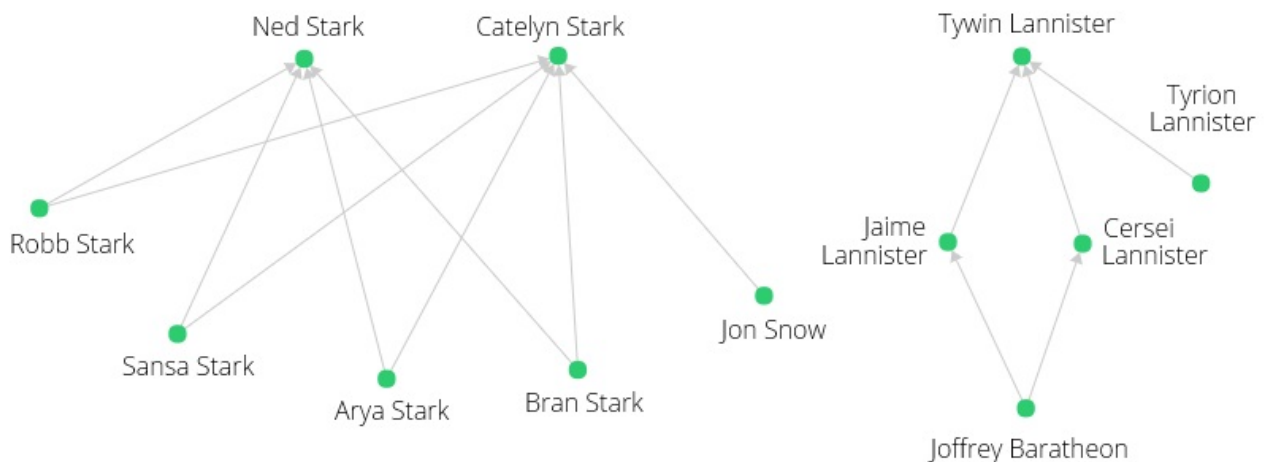 Ned Stark
Catelyn Stark
Tywin Lannister
Tyrion
Lannister
Robb Stark
Jaime
Lannister
Cersei
Lannister
Jon Snow
Sansa Stark
Arya Stark
Bran Stark
Joffrey Baratheon